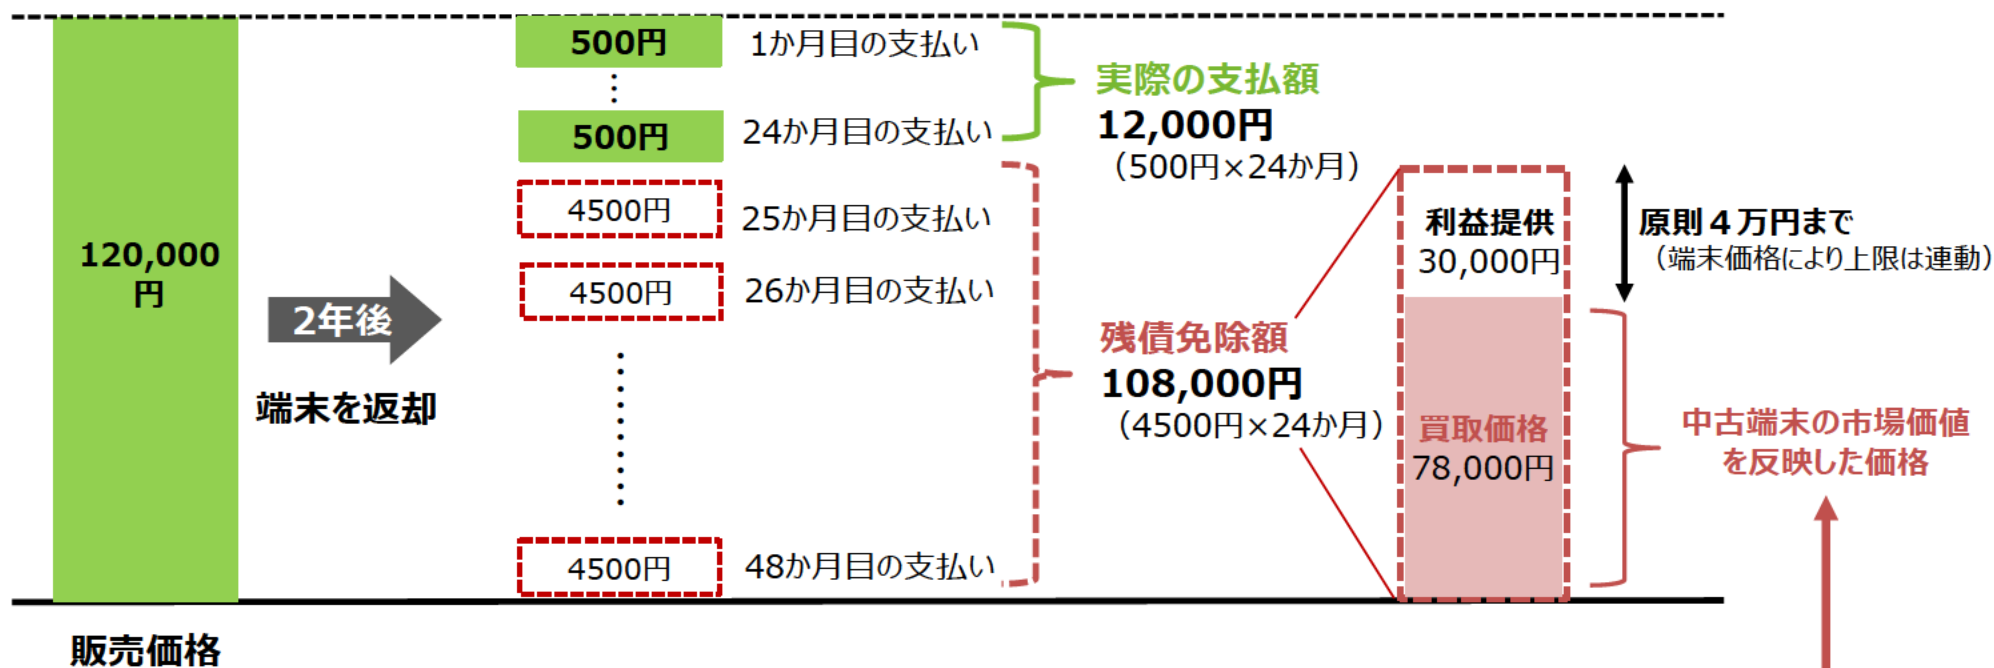 120,000
円
販売価格
2年後
端末を返却
500円
1か月目の支払い
500円
24か月目の支払い
4500円
25か月目の支払い
4500円
26か月目の支払い
4500円
48か月目の支払い
実際の支払額
12,000円
（500円×24か月）
残債免除額
108,000円
（4500円×24か月）
利益提供
30,000円
買取価格
78,000円
原則４万円まで
（端末価格により上限は連動）
中古端末の市場価値
を反映した価格